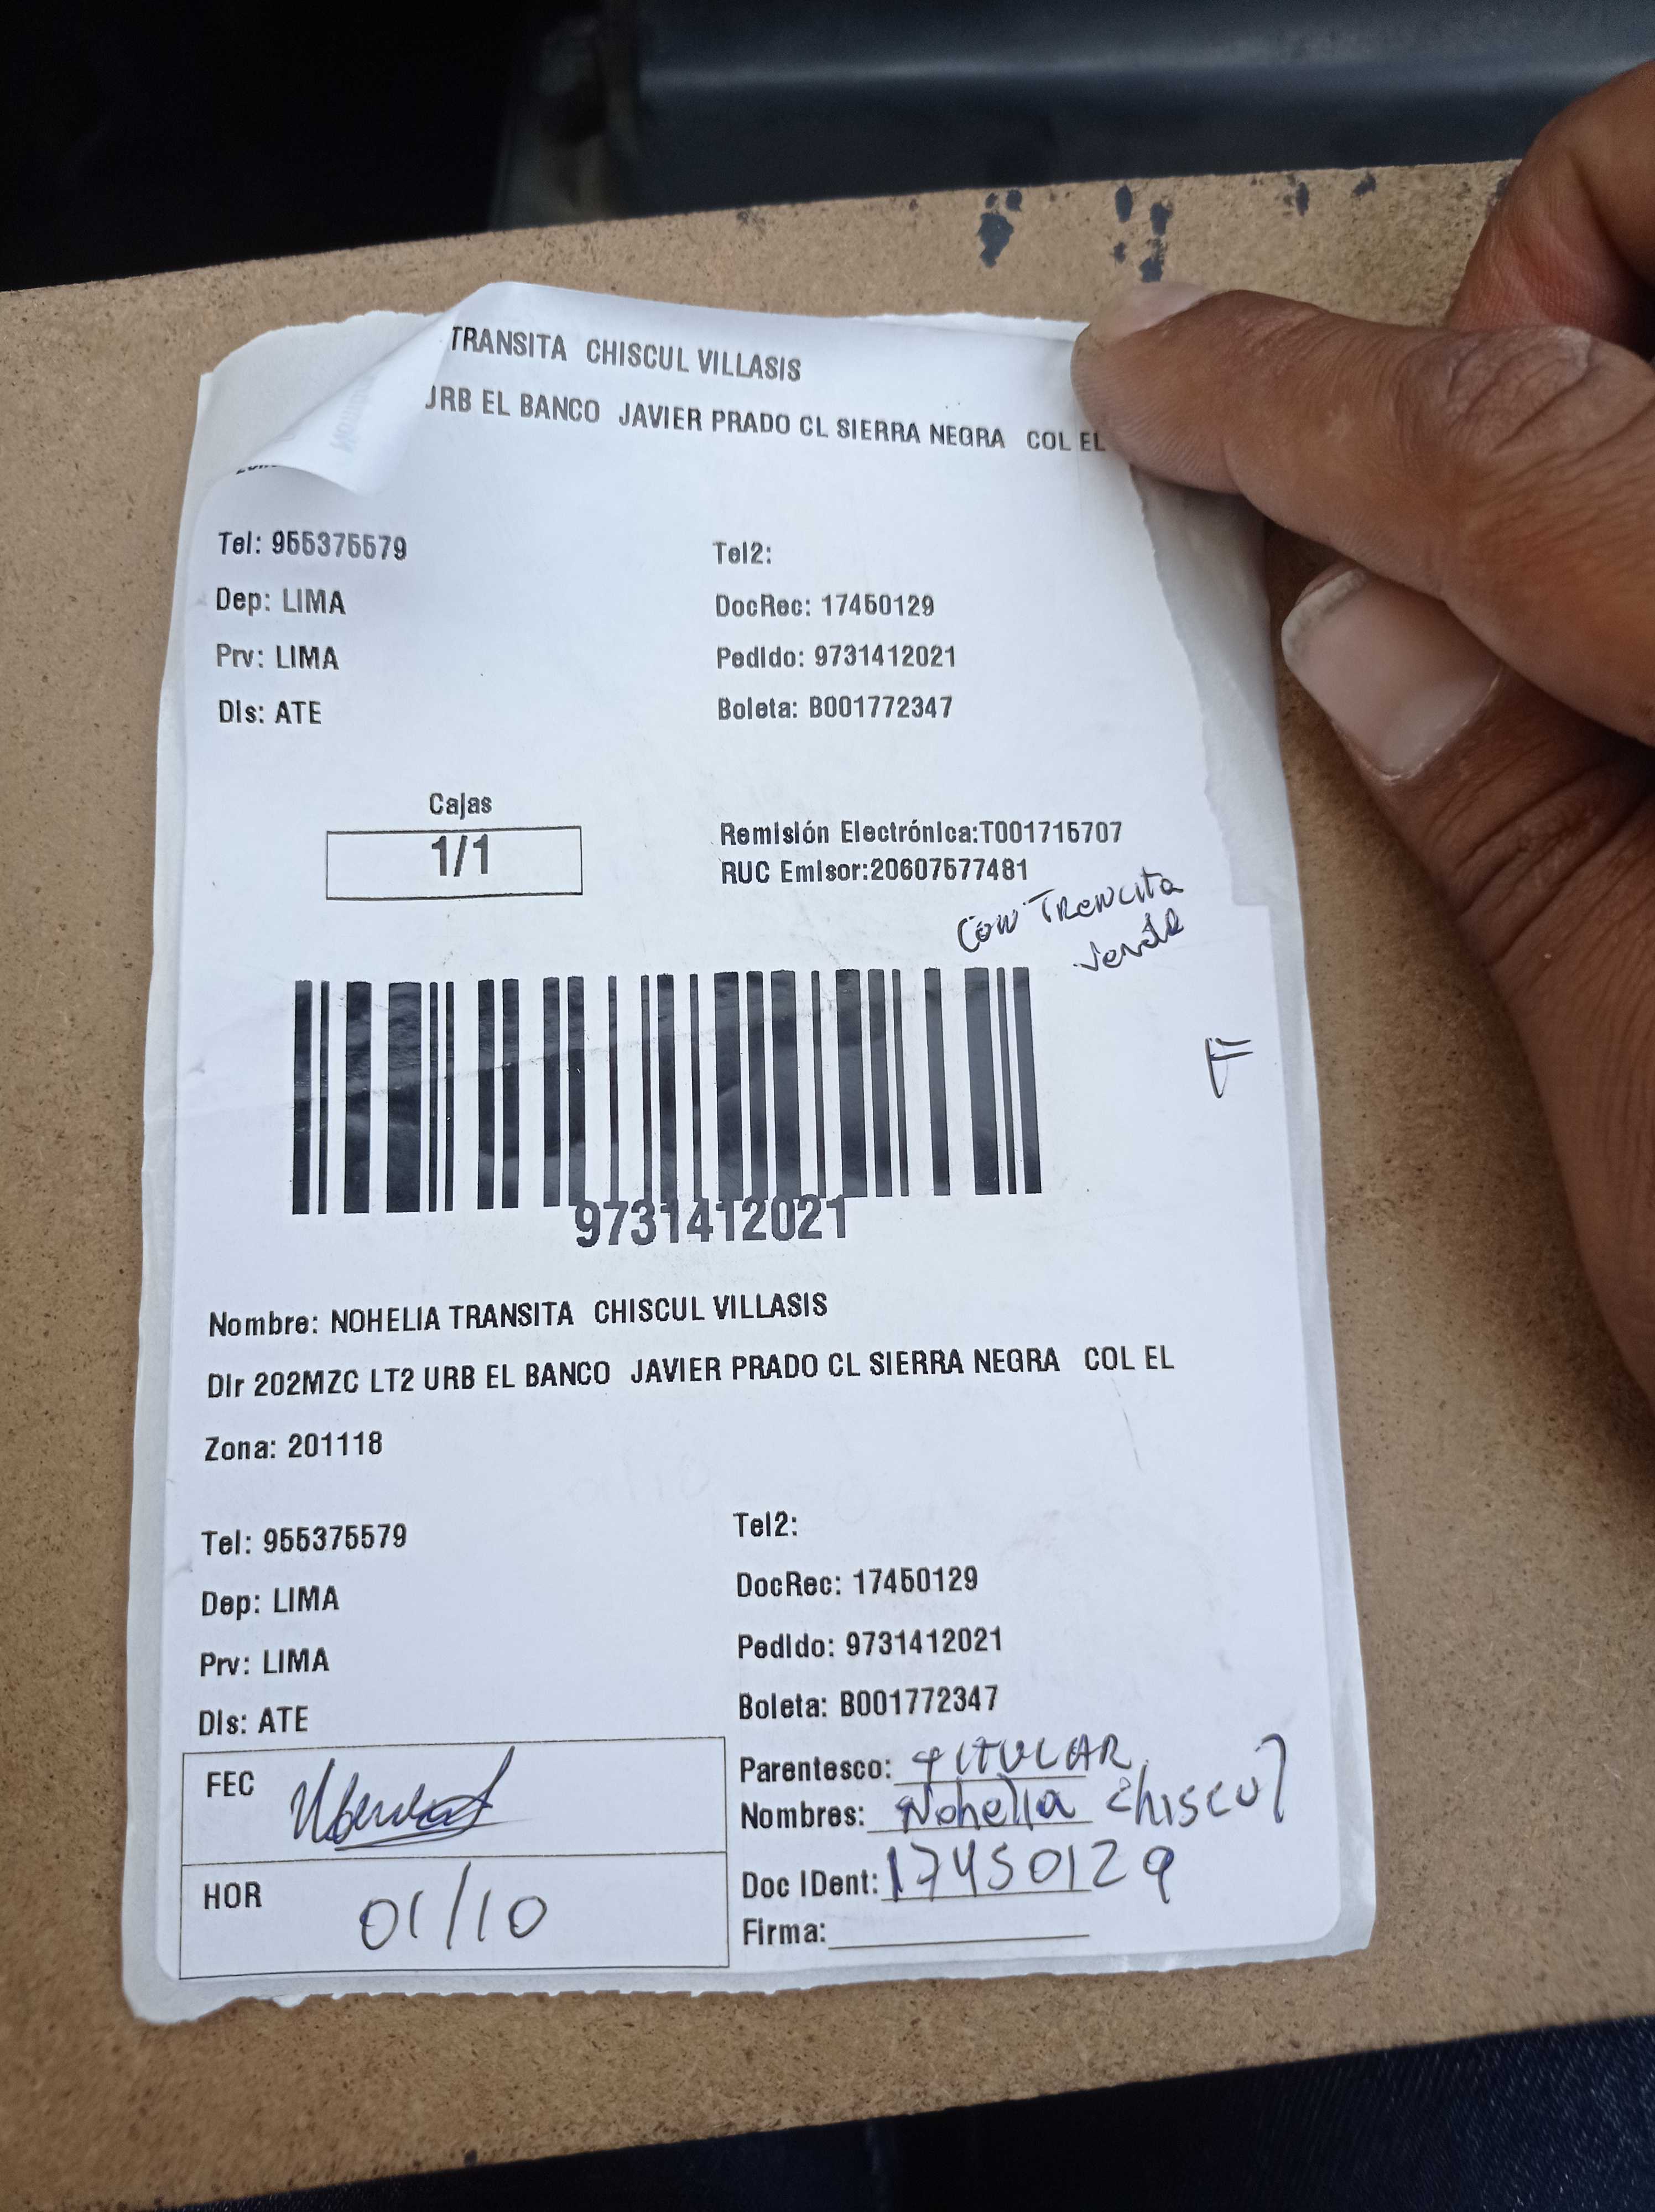 TRANSITA CHISCUL VILLASIS
URB EL BANCO JAVIER PRADO CL SIERRA NEGRA COL EL
Tel: 955375579
Tel2:
Dep: LIMA
DocRec: 17450129
Prv: LIMA
Pedido: 9731412021
Dis: ATE
Boleta: B001772347
Cajas
1/1
Remisión Electrónica:T001715707
RUC Emisor:20607577481
Con Trencita
verde
F
9731412021
Nombre: NOHELIA TRANSITA CHISCUL VILLASIS
Dir 202MZC LT2 URB EL BANCO JAVIER PRADO CL SIERRA NEGRA COL EL
Zona: 201118
Tel: 955375579
Tel2:
Dep: LIMA
DocRec: 17450129
Prv: LIMA
Pedido: 9731412021
Dis: ATE
Boleta: B001772347
FEC
Parentesco: TITULAR
Nombres: Nohelia Chiscul
HOR 01/10
Doc IDent: 17450129
Firma: